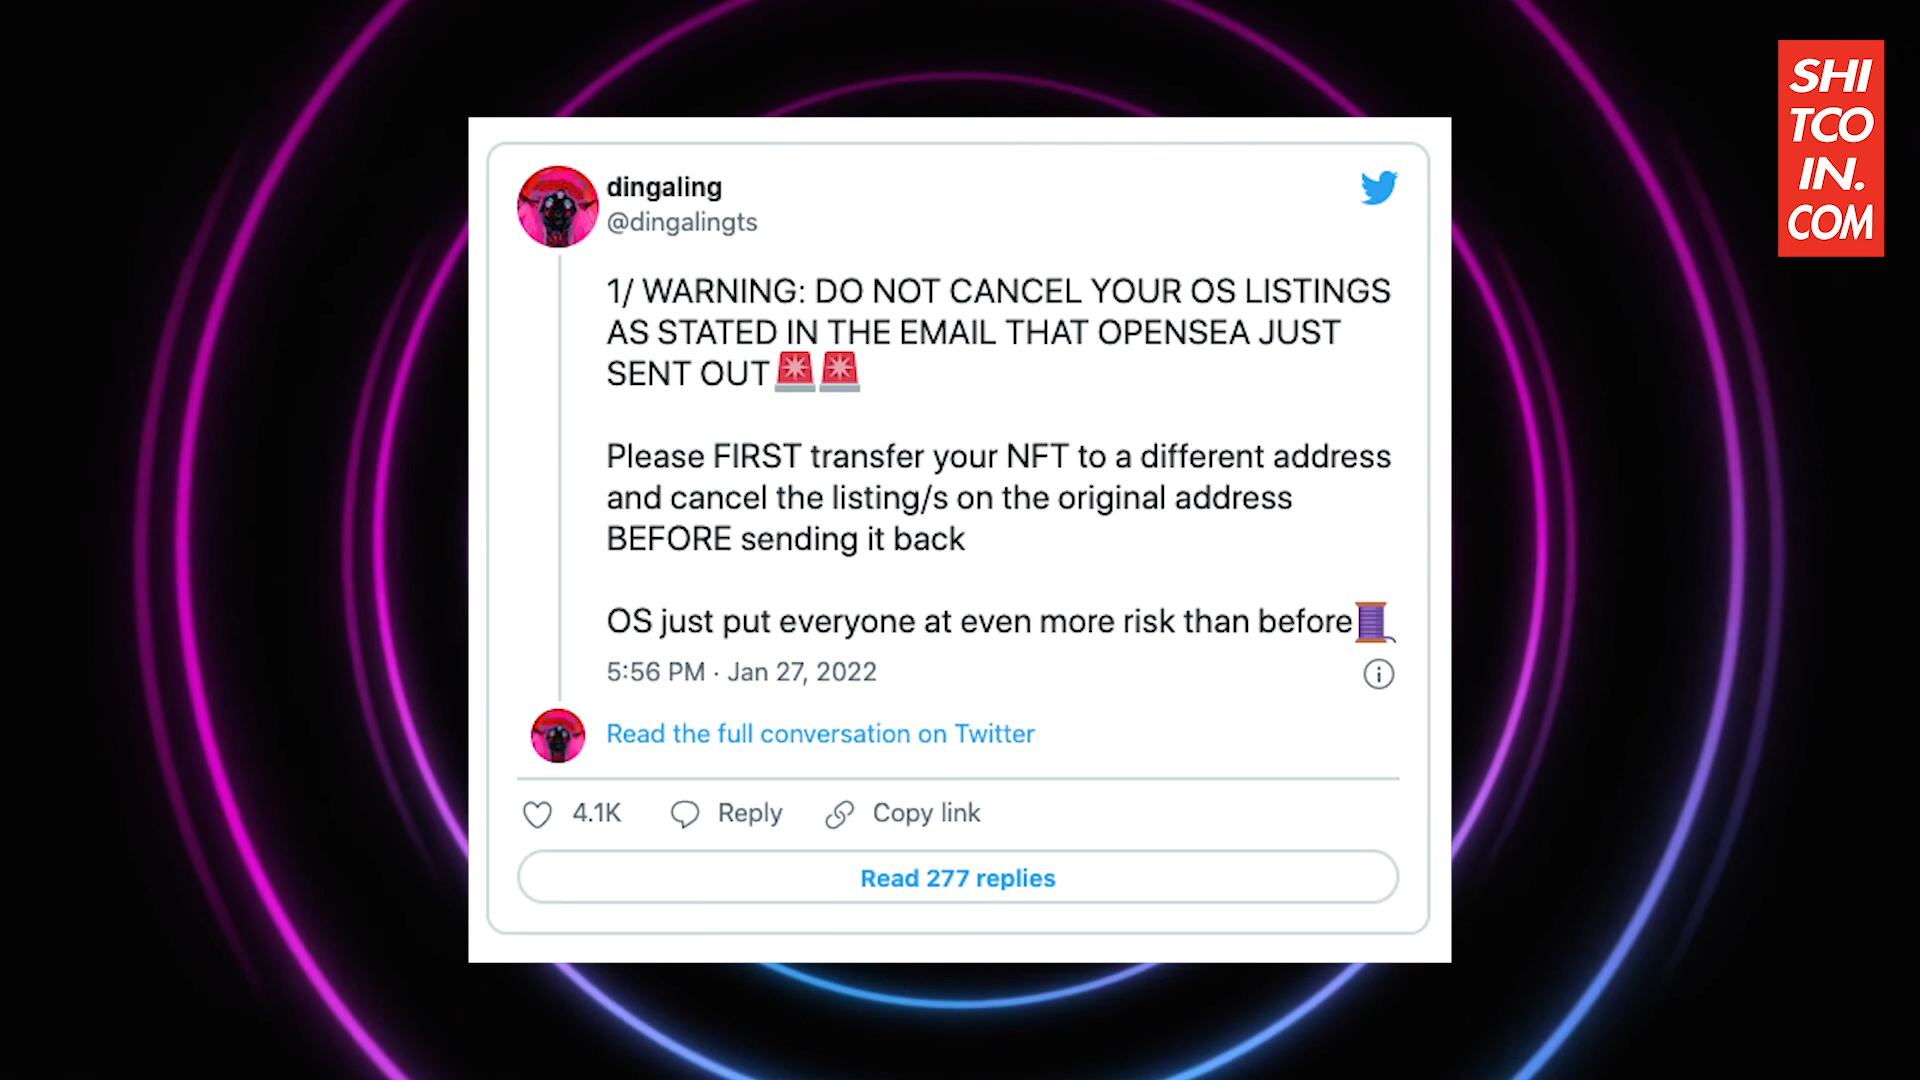 SHI
TCO
IN.
COM
dingaling
@dingalingts
1/ WARNING: DO NOT CANCEL YOUR OS LISTINGS
AS STATED IN THE EMAIL THAT OPENSEA JUST
SENT OUT🚨🚨
Please FIRST transfer your NFT to a different address
and cancel the listing/s on the original address
BEFORE sending it back
OS just put everyone at even more risk than before🧵
5:56 PM · Jan 27, 2022
Read the full conversation on Twitter
4.1K Reply Copy link
Read 277 replies